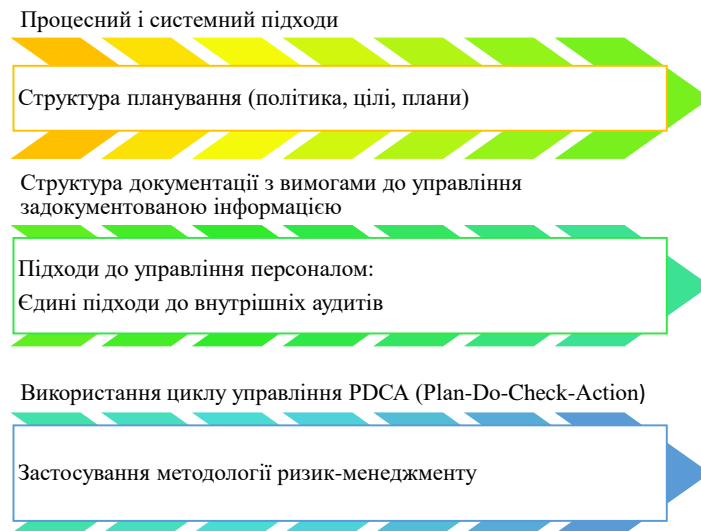 Процесний і системний підходи
Структура планування (політика, цілі, плани)
Структура документації з вимогами до управління
задокументованою інформацією
Підходи до управління персоналом:
Єдині підходи до внутрішніх аудитів
Використання циклу управління PDCA (Plan-Do-Check-Action)
Застосування методології ризик-менеджменту